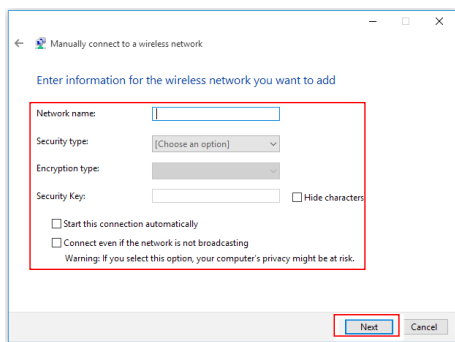 Manually connect to a wireless network
Enter information for the wireless network you want to add
Network name:
Security type: [Choose an option]
Encryption type:
Security Key: Hide characters
Start this connection automatically
Connect even if the network is not broadcasting
Warning: If you select this option, your computer's privacy might be at risk.
Next Cancel